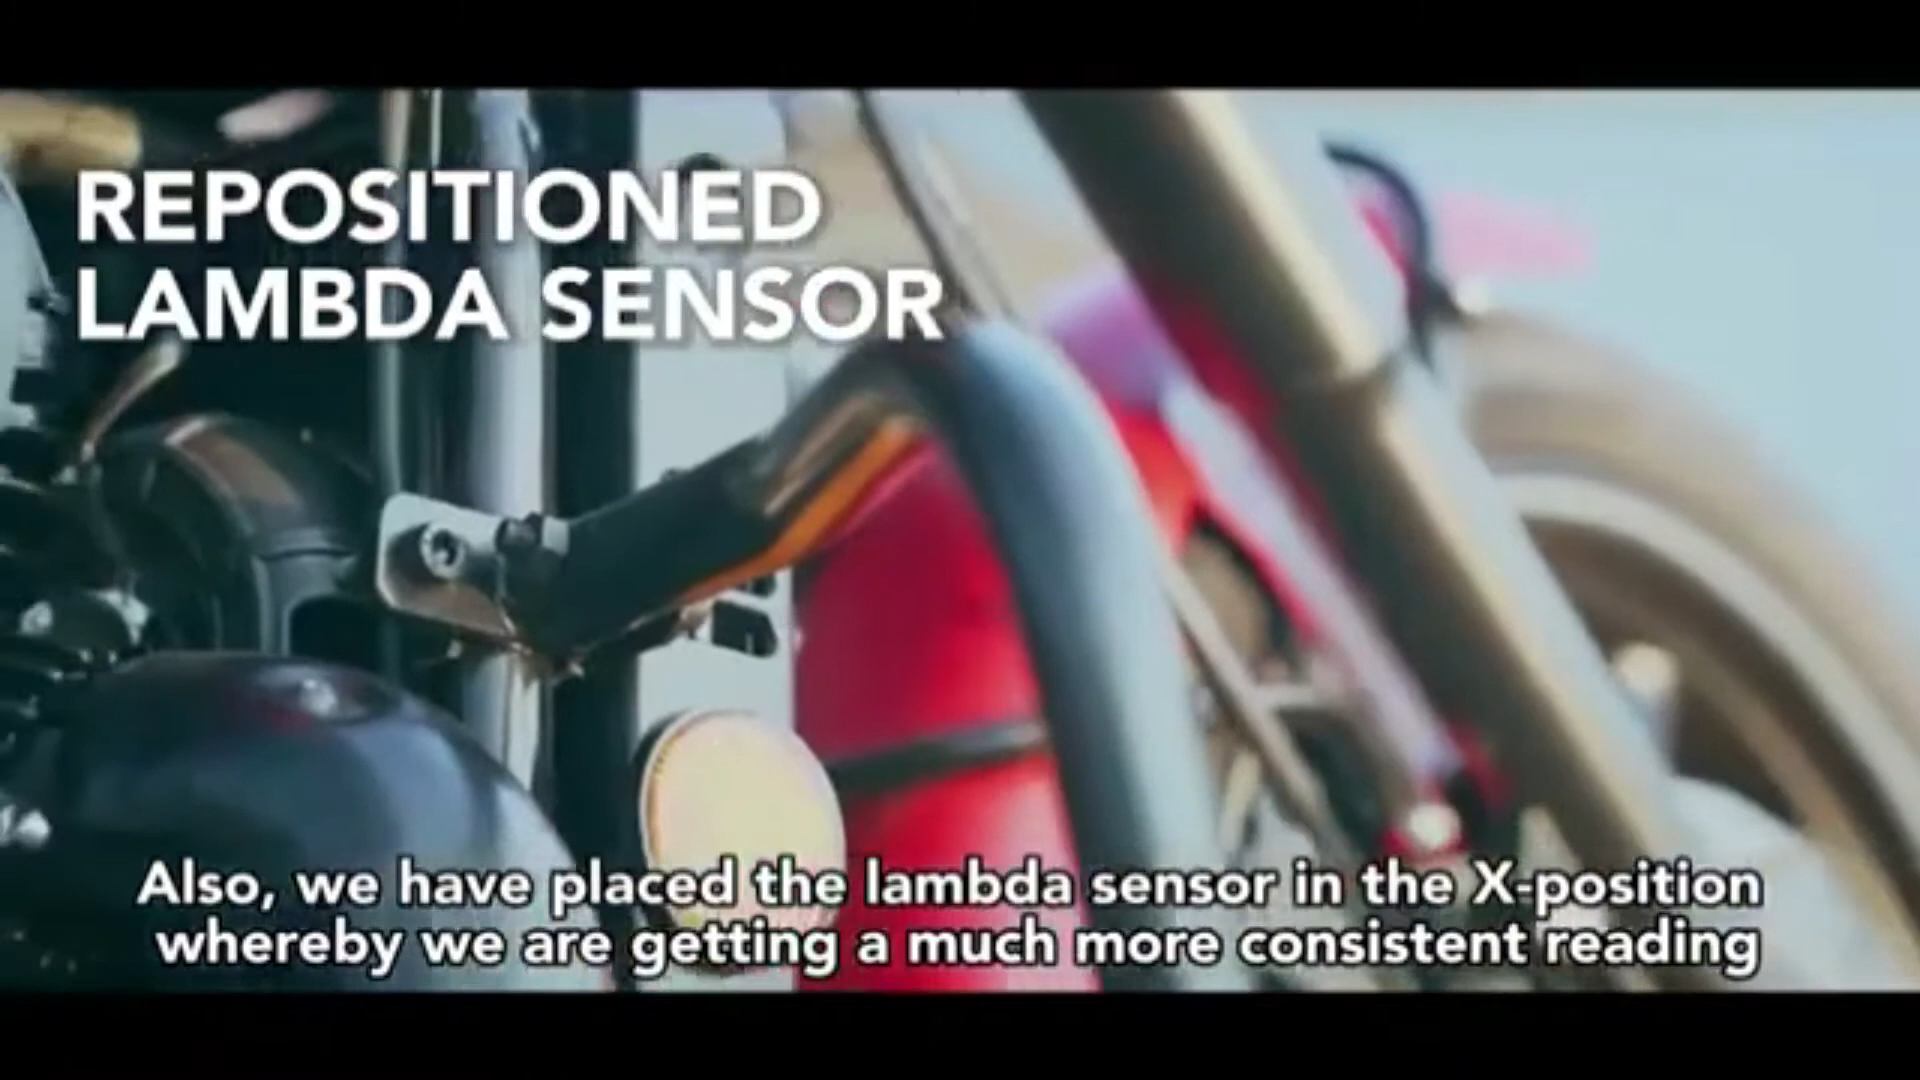 REPOSITIONED
LAMBDA SENSOR
Also, we have placed the lambda sensor in the X-position
whereby we are getting a much more consistent reading